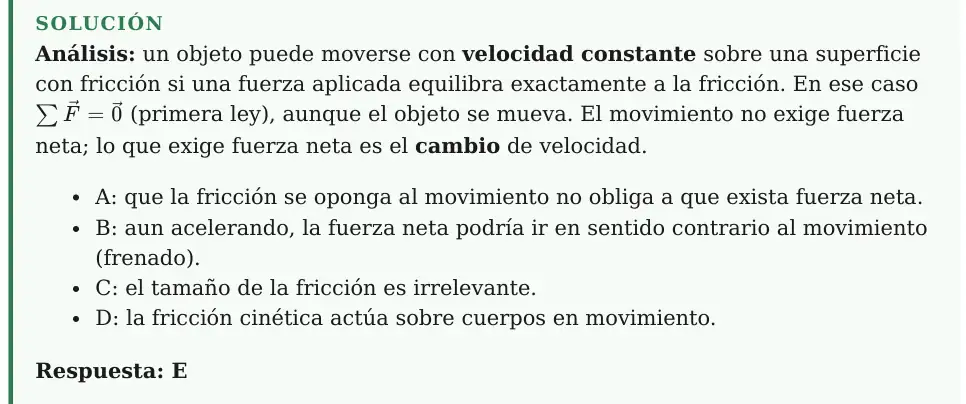 SOLUCIÓN
Análisis: un objeto puede moverse con velocidad constante sobre una superficie
con fricción si una fuerza aplicada equilibra exactamente a la fricción. En ese caso
∑ F⃗ = 0⃗ (primera ley), aunque el objeto se mueva. El movimiento no exige fuerza
neta; lo que exige fuerza neta es el cambio de velocidad.
• A: que la fricción se oponga al movimiento no obliga a que exista fuerza neta.
• B: aun acelerando, la fuerza neta podría ir en sentido contrario al movimiento
(frenado).
• C: el tamaño de la fricción es irrelevante.
• D: la fricción cinética actúa sobre cuerpos en movimiento.
Respuesta: E